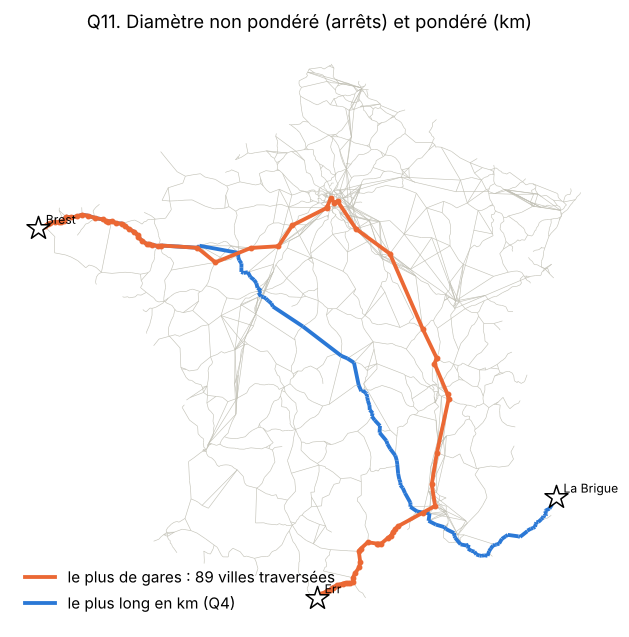 Q11. Diamètre non pondéré (arrêts) et pondéré (km)
Brest
La Brigue
le plus de gares : 89 villes traversées
Err
le plus long en km (Q4)